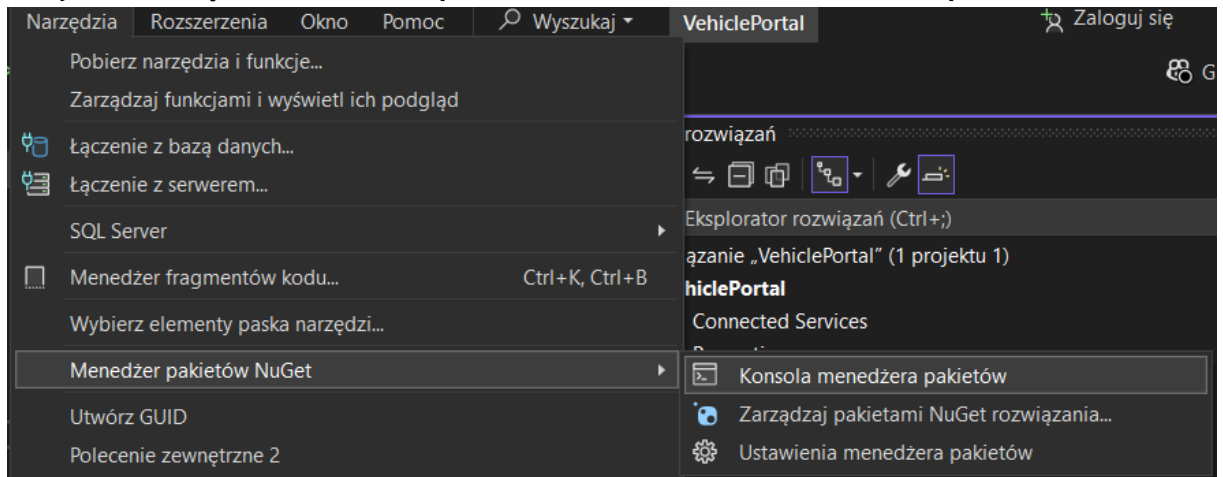 Narzędzia Rozszerzenia Okno Pomoc Wyszukaj VehiclePortal Zaloguj się
Pobierz narzędzia i funkcje...
Zarządzaj funkcjami i wyświetl ich podgląd
Łączenie z bazą danych...
Łączenie z serwerem...
SQL Server
Menedżer fragmentów kodu... Ctrl+K, Ctrl+B
Wybierz elementy paska narzędzi...
Menedżer pakietów NuGet
Utwórz GUID
Polecenie zewnętrzne 2
G
rozwiązań
Eksplorator rozwiązań (Ctrl+;)
ązanie „VehiclePortal” (1 projektu 1)
hiclePortal
Connected Services
Konsola menedżera pakietów
Zarządzaj pakietami NuGet rozwiązania...
Ustawienia menedżera pakietów